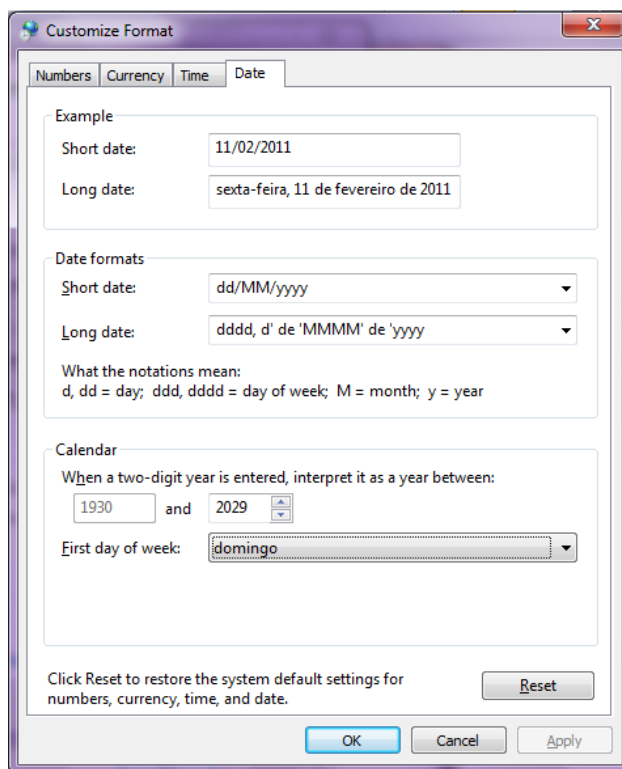 Customize Format
Numbers Currency Time Date
Example
Short date: 11/02/2011
Long date: sexta-feira, 11 de fevereiro de 2011
Date formats
Short date: dd/MM/yyyy
Long date: dddd, d' de 'MMMM' de 'yyyy
What the notations mean:
d, dd = day; ddd, dddd = day of week; M = month; y = year
Calendar
When a two-digit year is entered, interpret it as a year between:
1930 and 2029
First day of week: domingo
Click Reset to restore the system default settings for
numbers, currency, time, and date.
Reset
OK Cancel Apply